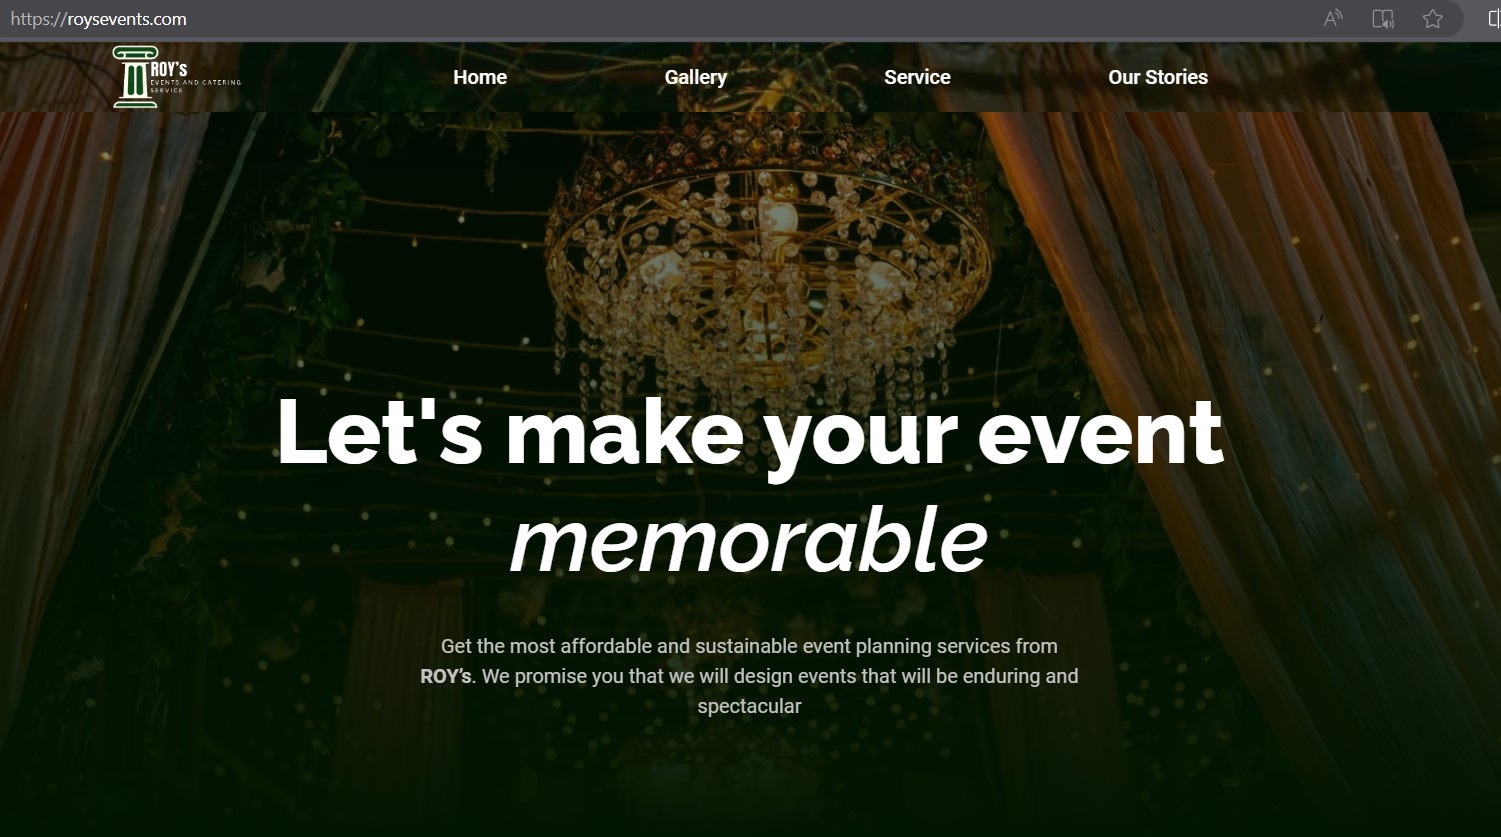 https://roysevents.com
ROY's
EVENTS AND CATERING
SERVICE
Home
Gallery
Service
Our Stories
Let's make your event
memorable
Get the most affordable and sustainable event planning services from
ROY’s. We promise you that we will design events that will be enduring and
spectacular